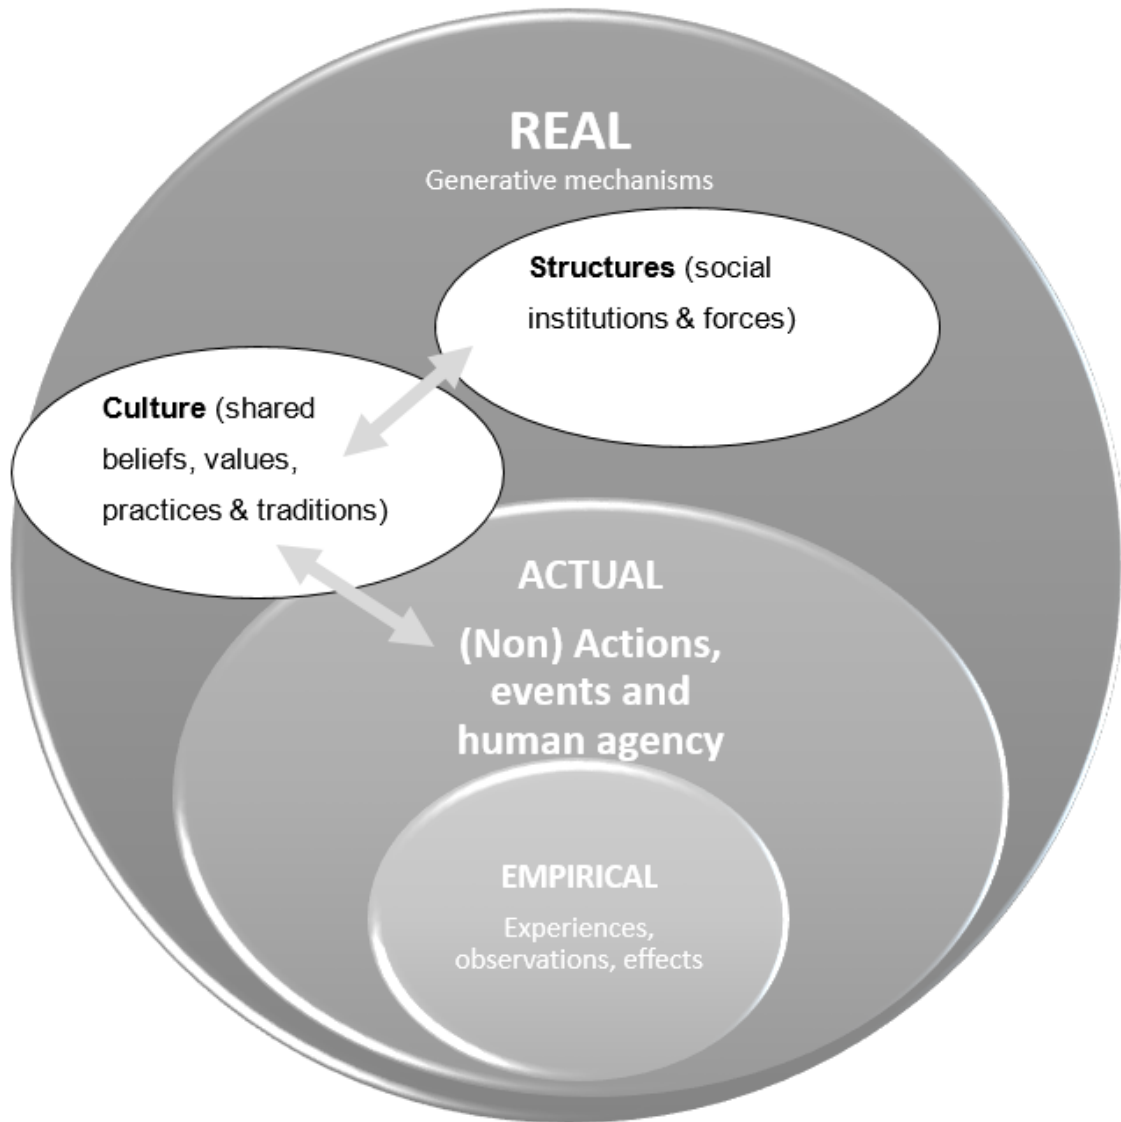 REAL
Generative mechanisms
Structures (social
institutions & forces)
Culture (shared
beliefs, values,
practices & traditions)
ACTUAL
(Non) Actions,
events and
human agency
EMPIRICAL
Experiences,
observations, effects